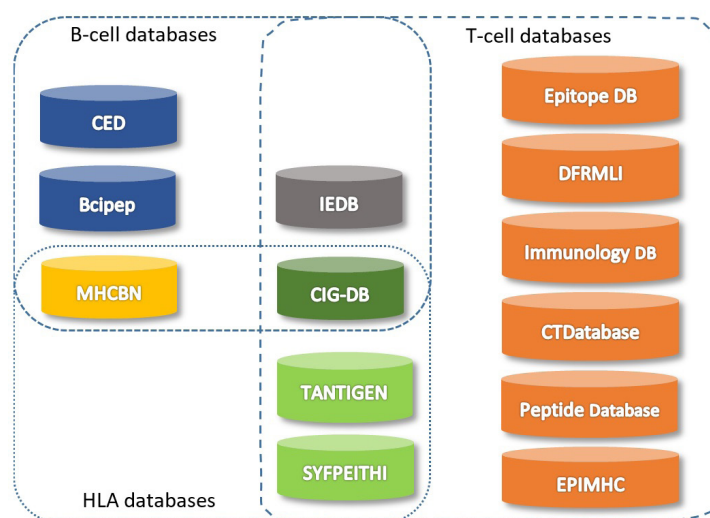 B-cell databases
T-cell databases
CED
Bcipep
MHCBN
IEDB
CIG-DB
TANTIGEN
SYFPEITHI
Epitope DB
DFRMLI
Immunology DB
CTDatabase
Peptide Database
EPIMHC
HLA databases